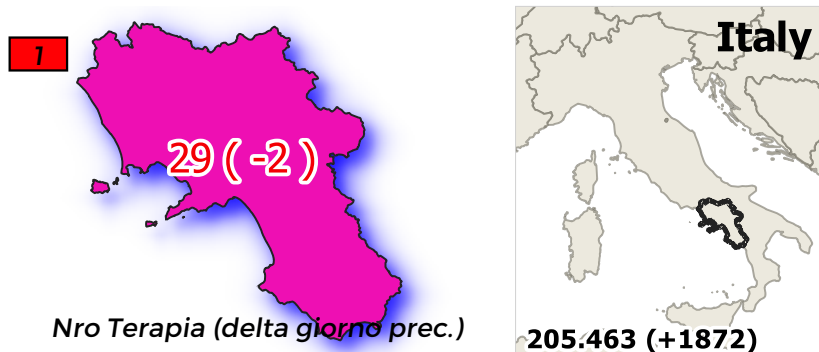 1
29 ( -2 )
Nro Terapia (delta giorno prec.)
Italy
205.463 (+1872)